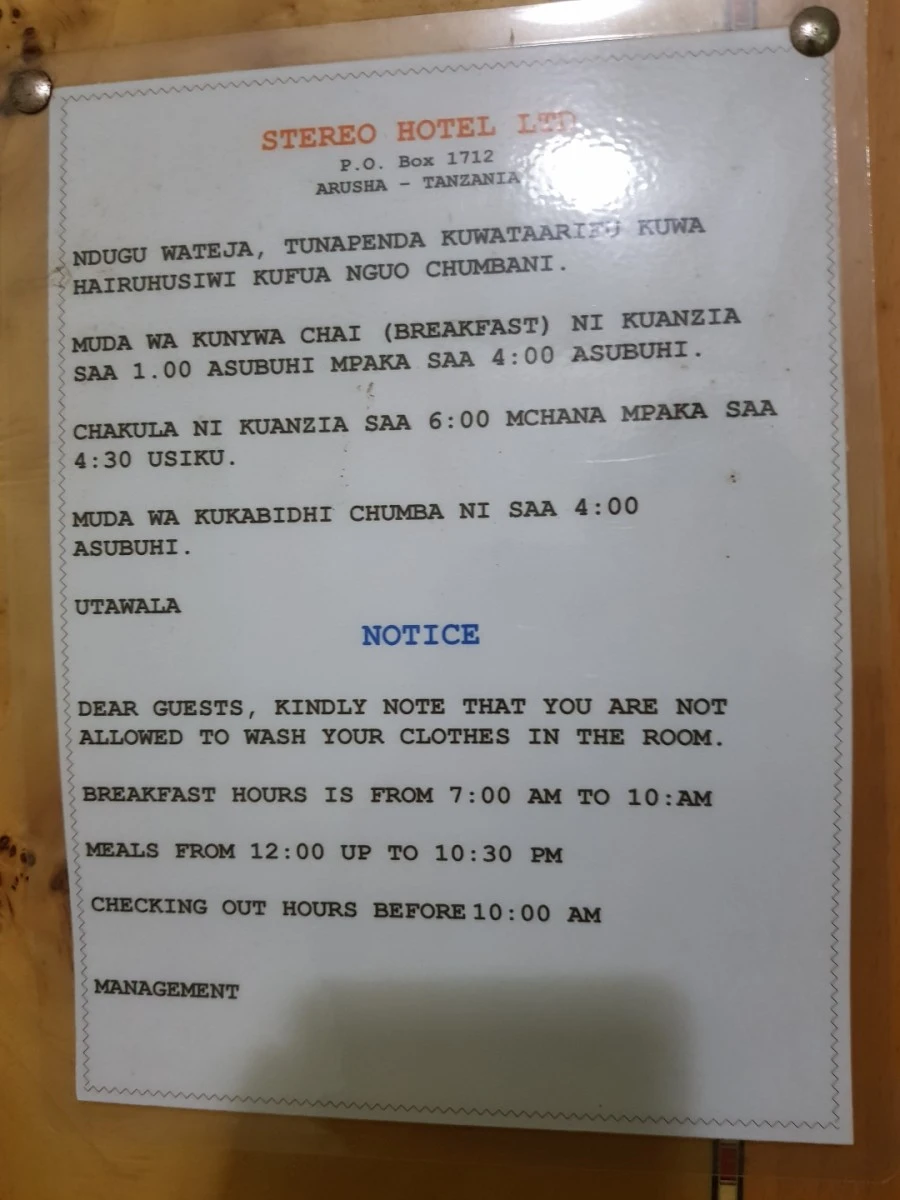 STEREO HOTEL LTD
P.O. Box 1712
ARUSHA - TANZANIA
NDUGU WATEJA, TUNAPENDA KUWATAARIFU KUWA
HAIRUHUSIWI KUFUA NGUO CHUMBANI.
MUDA WA KUNYWA CHAI (BREAKFAST) NI KUANZIA
SAA 1.00 ASUBUHI MPAKA SAA 4:00 ASUBUHI.
CHAKULA NI KUANZIA SAA 6:00 MCHANA MPAKA SAA
4:30 USIKU.
MUDA WA KUKABIDHI CHUMBA NI SAA 4:00
ASUBUHI.
UTAWALA
NOTICE
DEAR GUESTS, KINDLY NOTE THAT YOU ARE NOT
ALLOWED TO WASH YOUR CLOTHES IN THE ROOM.
BREAKFAST HOURS IS FROM 7:00 AM TO 10:AM
MEALS FROM 12:00 UP TO 10:30 PM
CHECKING OUT HOURS BEFORE 10:00 AM
MANAGEMENT